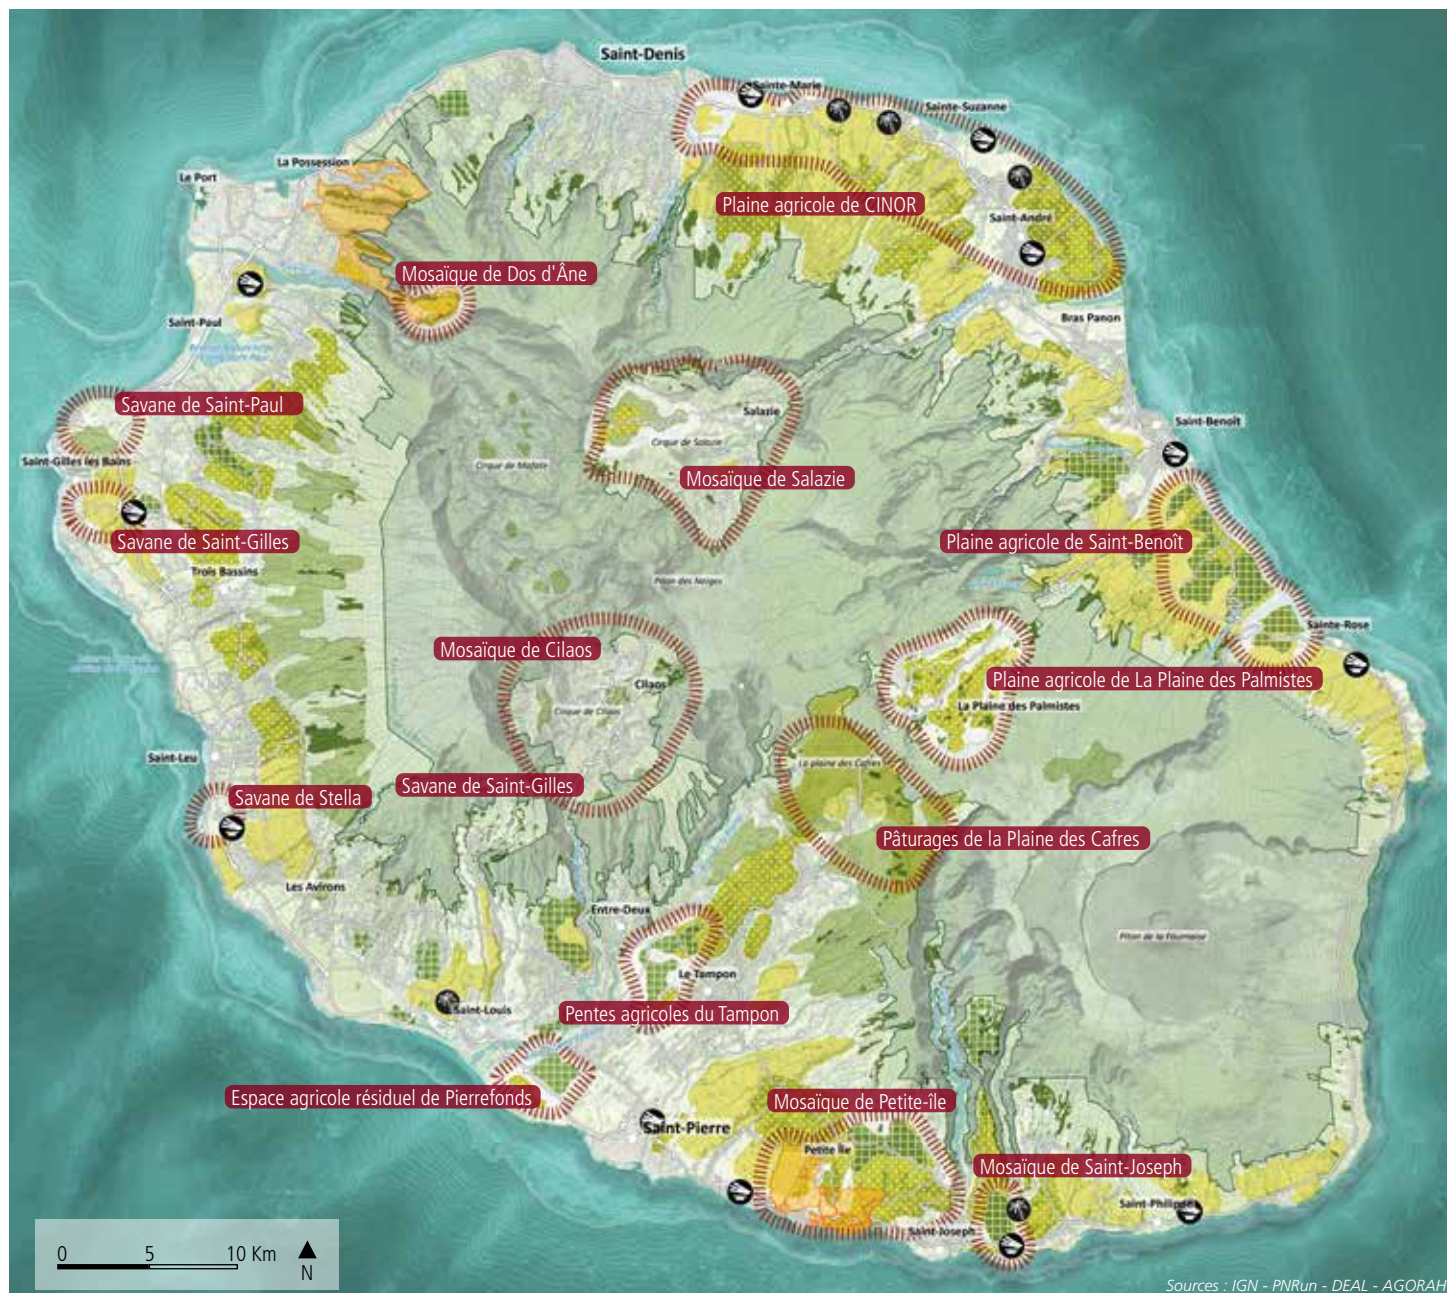 Saint-Denis
Sainte-Marie
Sainte-Suzanne
La Possession
Le Port
Plaine agricole de CINOR
Saint-André
Mosaïque de Dos d'Âne
Bras Panon
Saint-Paul
Savane de Saint-Paul
Salazie
Saint-Benoît
Cirque de Salazie
Saint-Gilles les Bains
Cirque de Mafate
Mosaïque de Salazie
Savane de Saint-Gilles
Plaine agricole de Saint-Benoît
Trois Bassins
Piton des Neiges
Sainte-Rose
Mosaïque de Cilaos
Plaine agricole de La Plaine des Palmistes
Cilaos
La Plaine des Palmistes
Cirque de Cilaos
Saint-Leu
La plaine des Cafres
Savane de Saint-Gilles
Savane de Stella
Pâturages de la Plaine des Cafres
Les Avirons
Entre-Deux
Piton de la Fournaise
Le Tampon
Saint-Louis
Pentes agricoles du Tampon
Espace agricole résiduel de Pierrefonds
Mosaïque de Petite-île
Saint-Pierre
Petite Île
Mosaïque de Saint-Joseph
Saint-Philippe
Saint-Joseph
0 5 10 Km
N
Sources : IGN - PNRun - DEAL - AGORAH